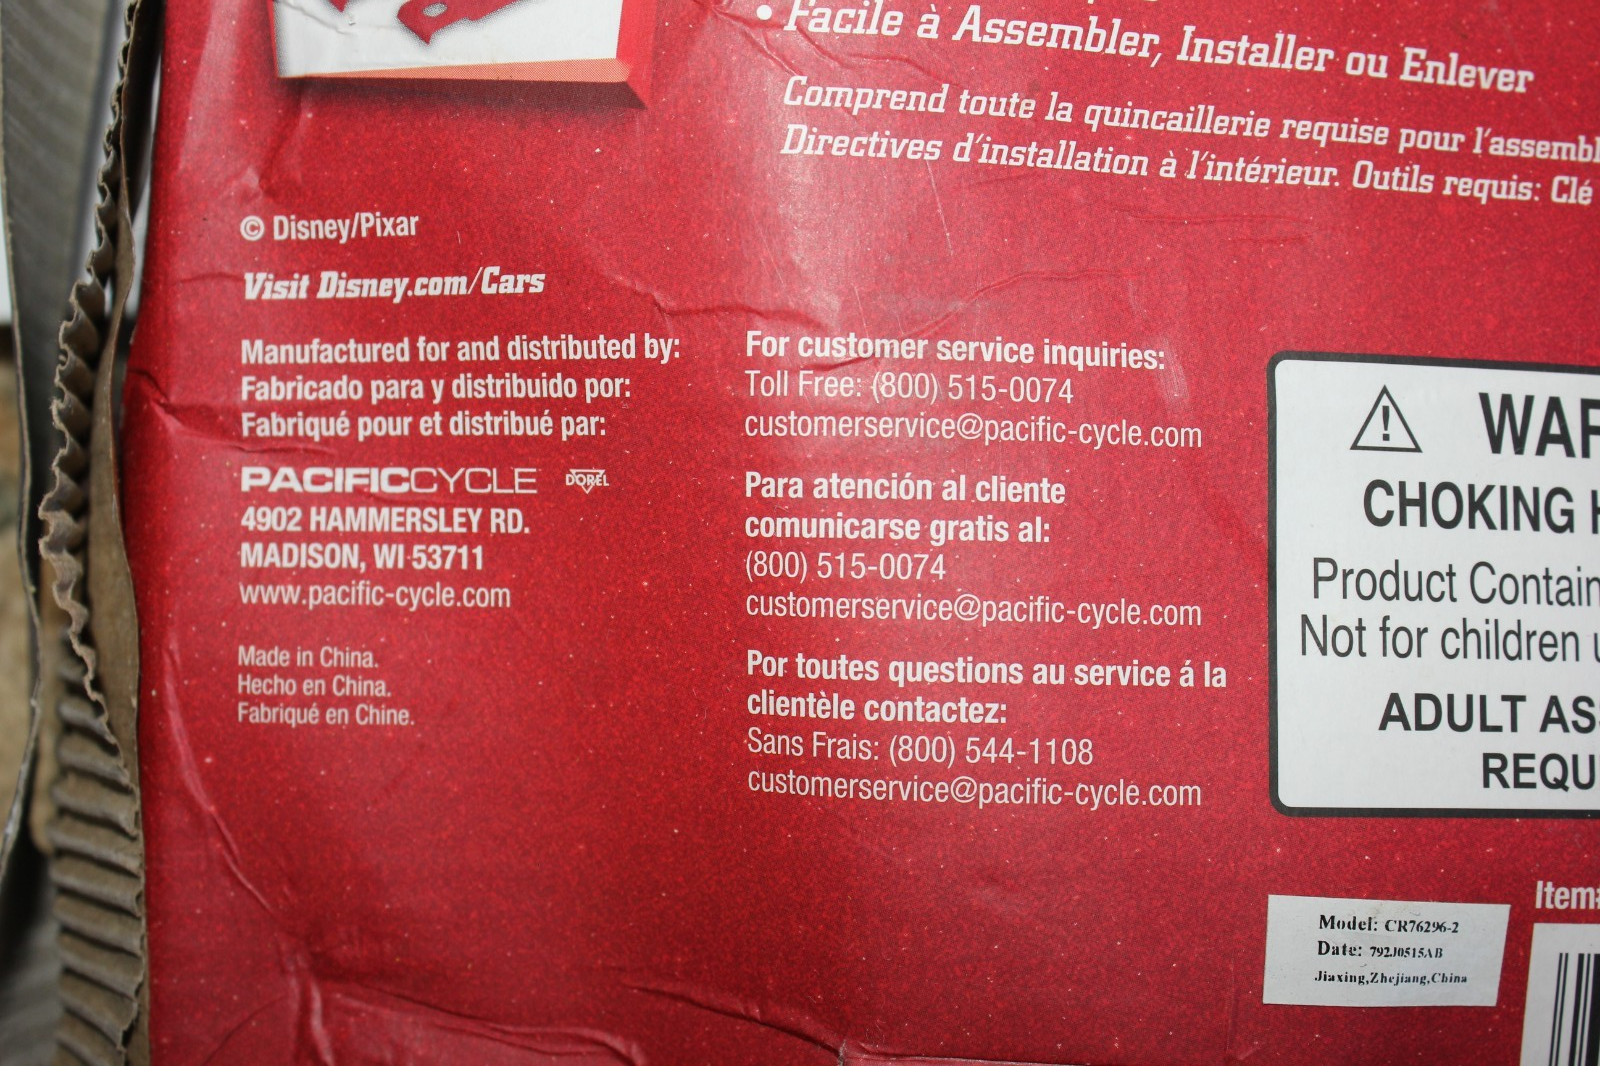 • Facile à Assembler, Installer ou Enlever
Comprend toute la quincaillerie requise pour l'assembl
Directives d'installation à l'intérieur. Outils requis: Clé
© Disney/Pixar
Visit Disney.com/Cars
Manufactured for and distributed by:
Fabricado para y distribuido por:
Fabriqué pour et distribué par:
PACIFICCYCLE DOREL
4902 HAMMERSLEY RD.
MADISON, WI 53711
www.pacific-cycle.com
Made in China.
Hecho en China.
Fabriqué en Chine.
For customer service inquiries:
Toll Free: (800) 515-0074
customerservice@pacific-cycle.com
Para atención al cliente
comunicarse gratis al:
(800) 515-0074
customerservice@pacific-cycle.com
Por toutes questions au service á la
clientèle contactez:
Sans Frais: (800) 544-1108
customerservice@pacific-cycle.com
WAR
CHOKING H
Product Contain
Not for children u
ADULT ASS
REQU
Item#
Model: CR76296-2
Date: 792J0515AB
Jiaxing,Zhejiang,China